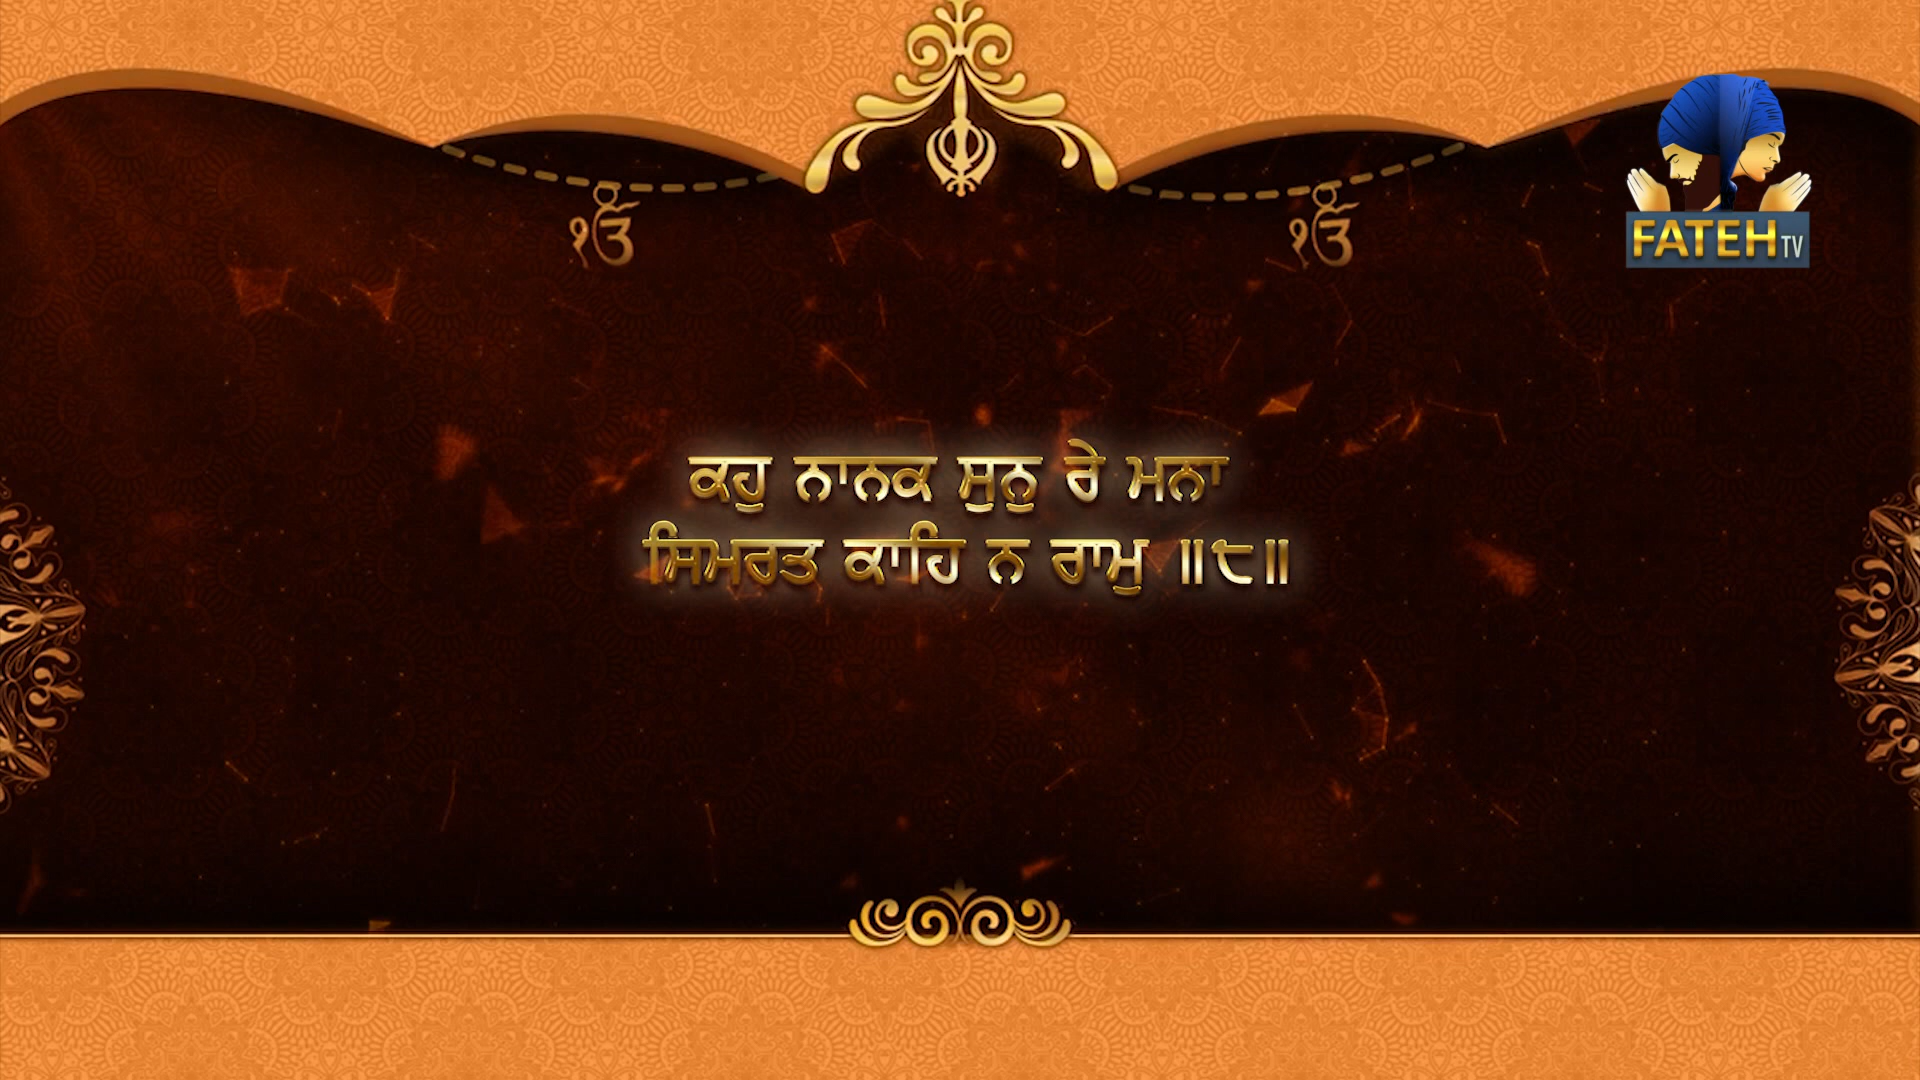 ੴ ੴ
FATEH TV
ਕਹੁ ਨਾਨਕ ਸੁਨੁ ਰੇ ਮਨਾ
ਸਿਮਰਤ ਕਾਹਿ ਨ ਰਾਮੁ ॥੮॥